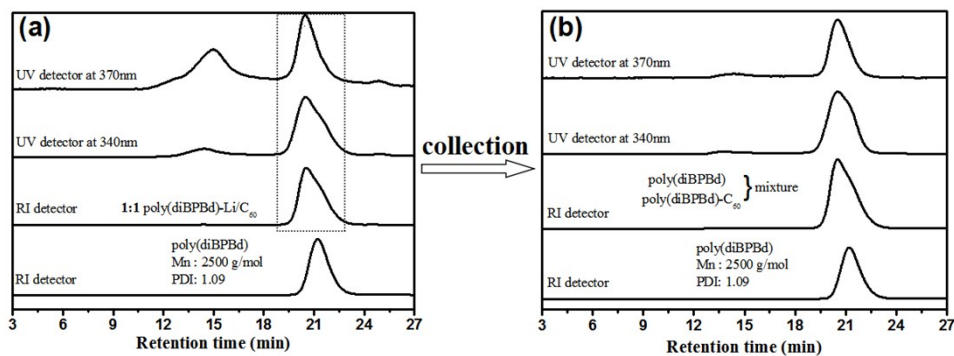 (a)
UV detector at 370nm
UV detector at 340nm
1:1 poly(diBPBd)-Li/C60
RI detector
poly(diBPBd)
Mn : 2500 g/mol
PDI: 1.09
RI detector
3 6 9 12 15 18 21 24 27
Retention time (min)
collection
(b)
UV detector at 370nm
UV detector at 340nm
poly(diBPBd)
poly(diBPBd)-C60
} mixture
RI detector
poly(diBPBd)
Mn : 2500 g/mol
PDI: 1.09
RI detector
3 6 9 12 15 18 21 24 27
Retention time (min)